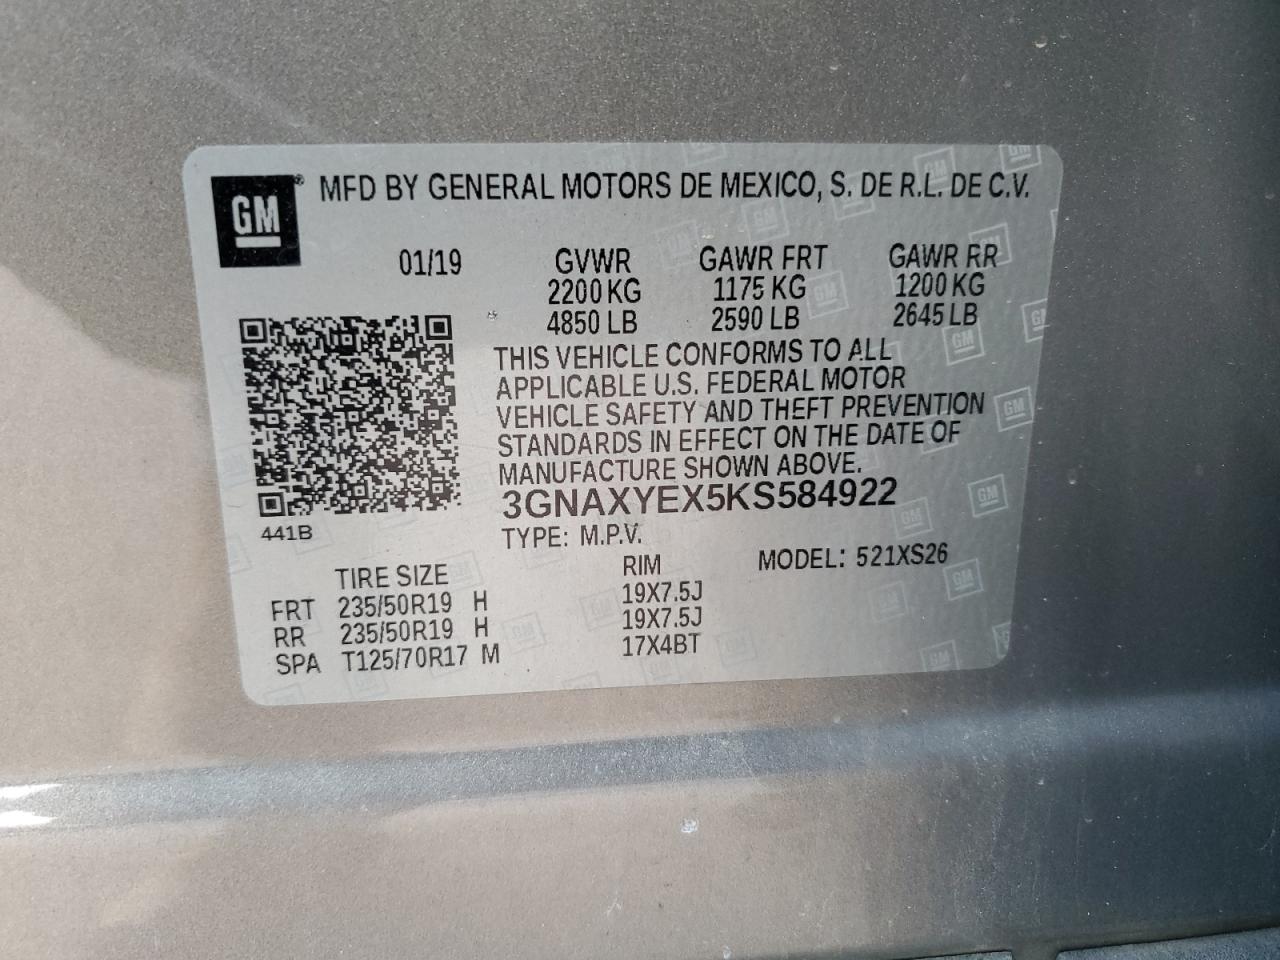 GM® MFD BY GENERAL MOTORS DE MEXICO, S. DE R.L. DE C.V.
01/19 GVWR GAWR FRT GAWR RR
2200 KG 1175 KG 1200 KG
4850 LB 2590 LB 2645 LB
THIS VEHICLE CONFORMS TO ALL
APPLICABLE U.S. FEDERAL MOTOR
VEHICLE SAFETY AND THEFT PREVENTION
STANDARDS IN EFFECT ON THE DATE OF
MANUFACTURE SHOWN ABOVE.
3GNAXYEX5KS584922
441B
TYPE: M.P.V.
MODEL: 521XS26
TIRE SIZE RIM
FRT 235/50R19 H 19X7.5J
RR 235/50R19 H 19X7.5J
SPA T125/70R17 M 17X4BT